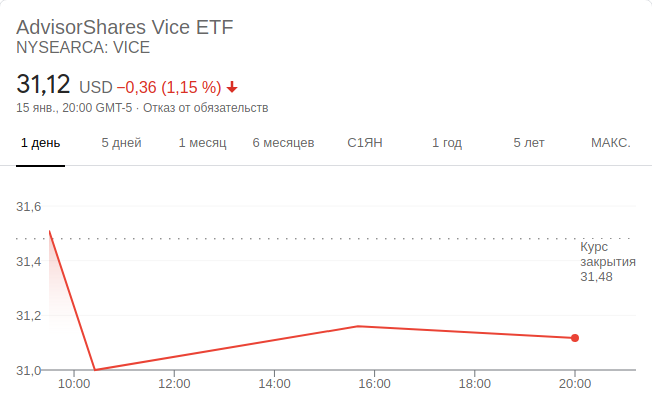 AdvisorShares Vice ETF
NYSEARCA: VICE
31,12 USD −0,36 (1,15 %)
15 янв., 20:00 GMT-5 · Отказ от обязательств
1 день 5 дней 1 месяц 6 месяцев С1ЯН 1 год 5 лет МАКС.
31,6
Курс
31,4 закрытия
31,48
31,2
31,0
10:00 12:00 14:00 16:00 18:00 20:00